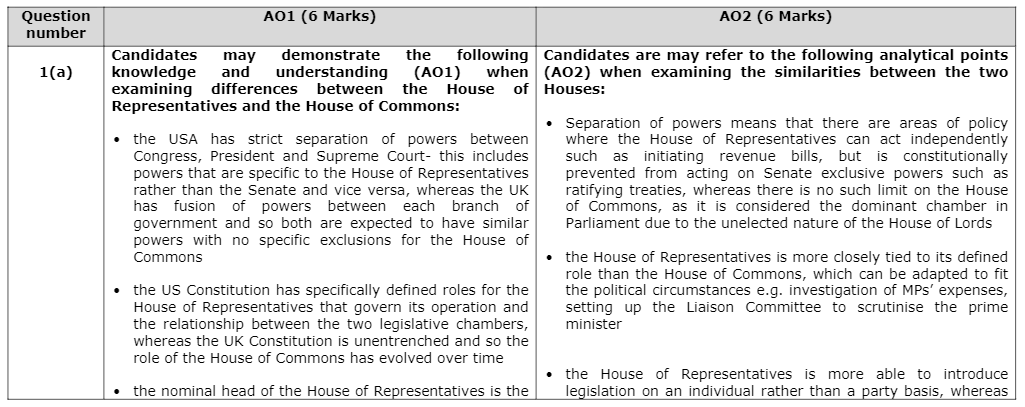 Question number
AO1 (6 Marks)
AO2 (6 Marks)
1(a)
Candidates may demonstrate the following
knowledge and understanding (AO1) when
examining differences between the House of
Representatives and the House of Commons:
• the USA has strict separation of powers between
Congress, President and Supreme Court- this includes
powers that are specific to the House of Representatives
rather than the Senate and vice versa, whereas the UK
has fusion of powers between each branch of
government and so both are expected to have similar
powers with no specific exclusions for the House of
Commons
• the US Constitution has specifically defined roles for the
House of Representatives that govern its operation and
the relationship between the two legislative chambers,
whereas the UK Constitution is unentrenched and so the
role of the House of Commons has evolved over time
• the nominal head of the House of Representatives is the
Candidates are may refer to the following analytical points
(AO2) when examining the similarities between the two
Houses:
• Separation of powers means that there are areas of policy
where the House of Representatives can act independently
such as initiating revenue bills, but is constitutionally
prevented from acting on Senate exclusive powers such as
ratifying treaties, whereas there is no such limit on the House
of Commons, as it is considered the dominant chamber in
Parliament due to the unelected nature of the House of Lords
• the House of Representatives is more closely tied to its defined
role than the House of Commons, which can be adapted to fit
the political circumstances e.g. investigation of MPs’ expenses,
setting up the Liaison Committee to scrutinise the prime
minister
• the House of Representatives is more able to introduce
legislation on an individual rather than a party basis, whereas